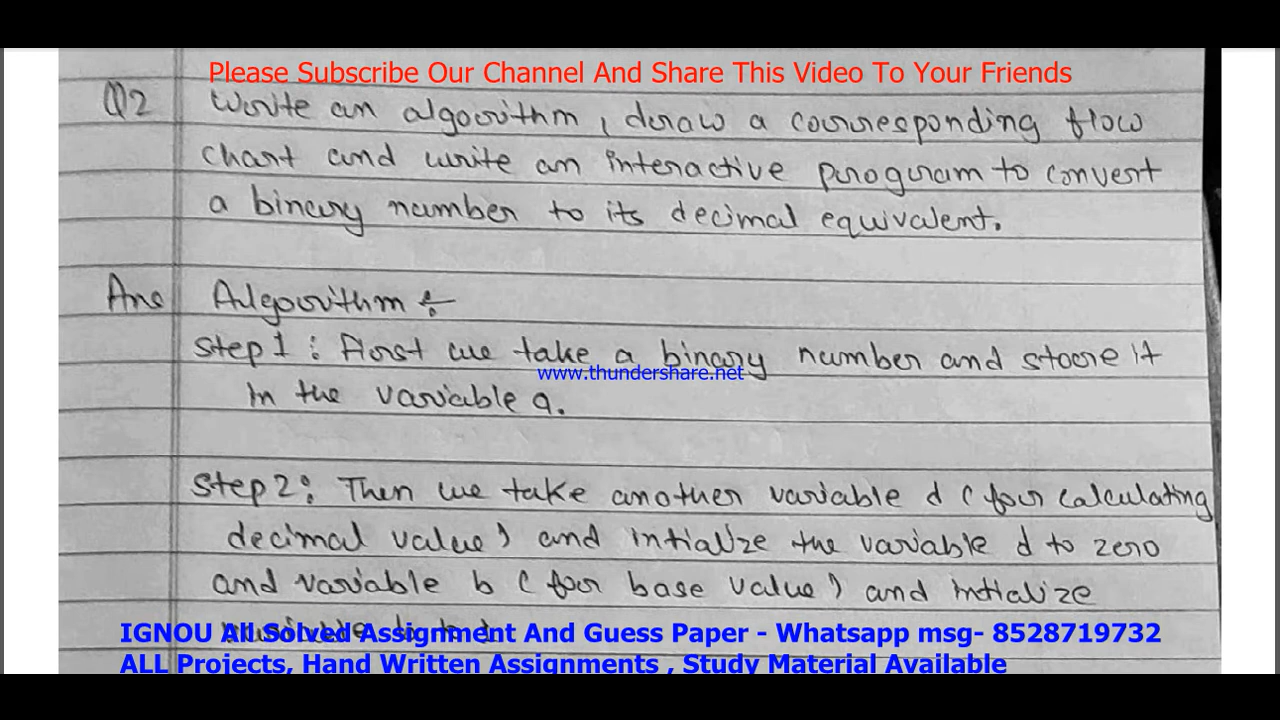 Please Subscribe Our Channel And Share This Video To Your Friends
Q2 Write an algorithm, draw a corresponding flow
chart and write an interactive program to convert
a binary number to its decimal equivalent.
Ans Algorithm :-
Step 1 : First we take a binary number and store it
www.thundershare.net
in the variable a.
Step 2: Then we take another variable d (for calculating
decimal value) and intialize the variable d to zero
and variable b (for base value) and intialize
IGNOU All Solved Assignment And Guess Paper - Whatsapp msg- 8528719732
ALL Projects, Hand Written Assignments , Study Material Available